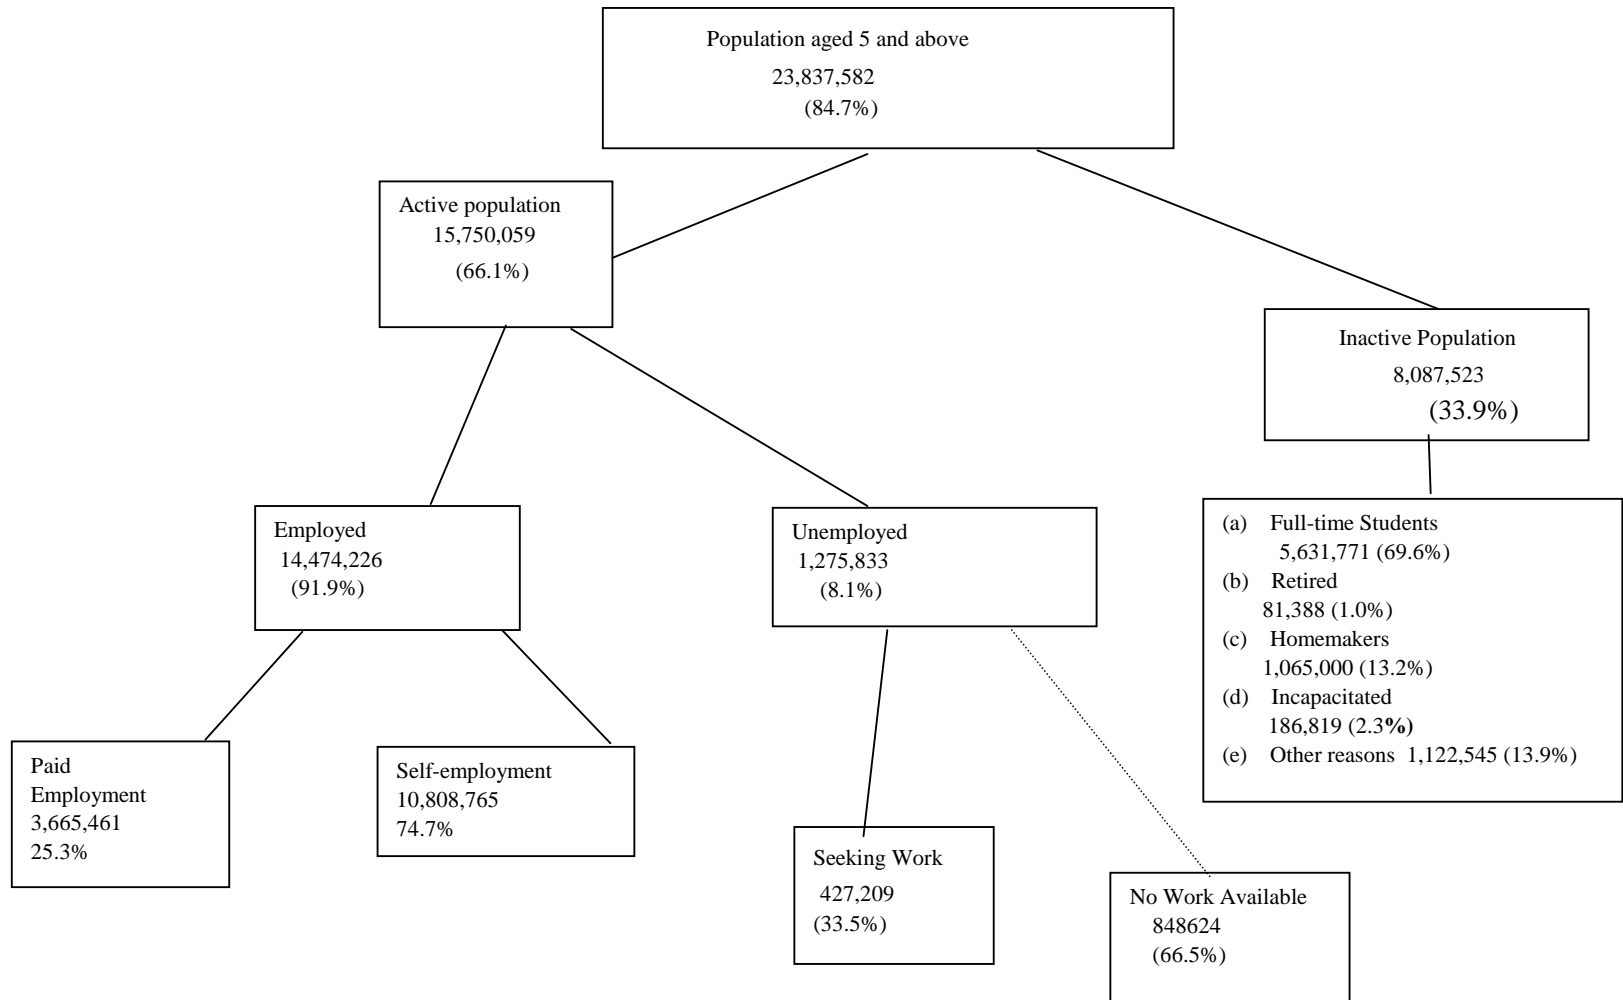 Population aged 5 and above
23,837,582
(84.7%)
Active population
15,750,059
(66.1%)
Inactive Population
8,087,523
(33.9%)
Employed
14,474,226
(91.9%)
Unemployed
1,275,833
(8.1%)
(a) Full-time Students
5,631,771 (69.6%)
(b) Retired
81,388 (1.0%)
(c) Homemakers
1,065,000 (13.2%)
(d) Incapacitated
186,819 (2.3%)
(e) Other reasons 1,122,545 (13.9%)
Paid
Employment
3,665,461
25.3%
Self-employment
10,808,765
74.7%
Seeking Work
427,209
(33.5%)
No Work Available
848624
(66.5%)